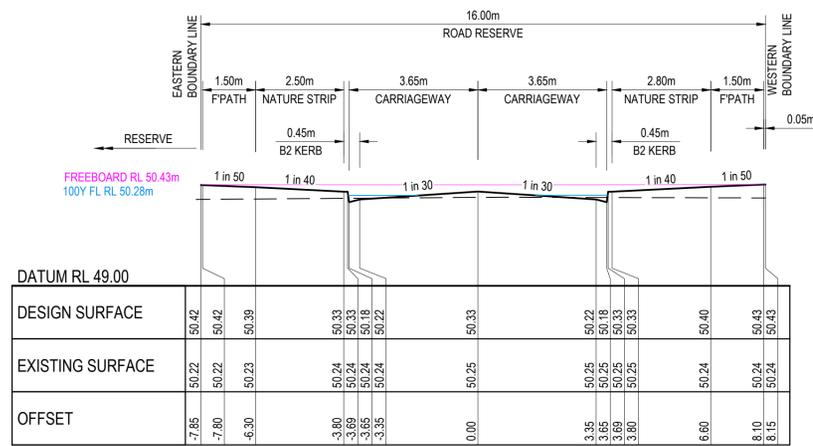 16.00m
ROAD RESERVE
EASTERN
BOUNDARY LINE
WESTERN
BOUNDARY LINE
1.50m
2.50m
3.65m
3.65m
2.80m
1.50m
F'PATH
NATURE STRIP
CARRIAGEWAY
CARRIAGEWAY
NATURE STRIP
F'PATH
0.05m
RESERVE
0.45m
B2 KERB
0.45m
B2 KERB
FREEBOARD RL 50.43m
100Y FL RL 50.28m
1 in 50
1 in 40
1 in 30
1 in 30
1 in 40
1 in 50
DATUM RL 49.00
DESIGN SURFACE
50.42
50.42
50.39
50.33
50.33
50.18
50.22
50.33
50.22
50.18
50.33
50.33
50.40
50.43
50.43
EXISTING SURFACE
50.22
50.22
50.23
50.24
50.24
50.24
50.24
50.25
50.25
50.25
50.25
50.25
50.24
50.24
50.24
OFFSET
-7.85
-7.80
-6.30
-3.80
-3.69
-3.65
-3.35
0.00
3.35
3.65
3.69
3.80
6.60
8.10
8.15